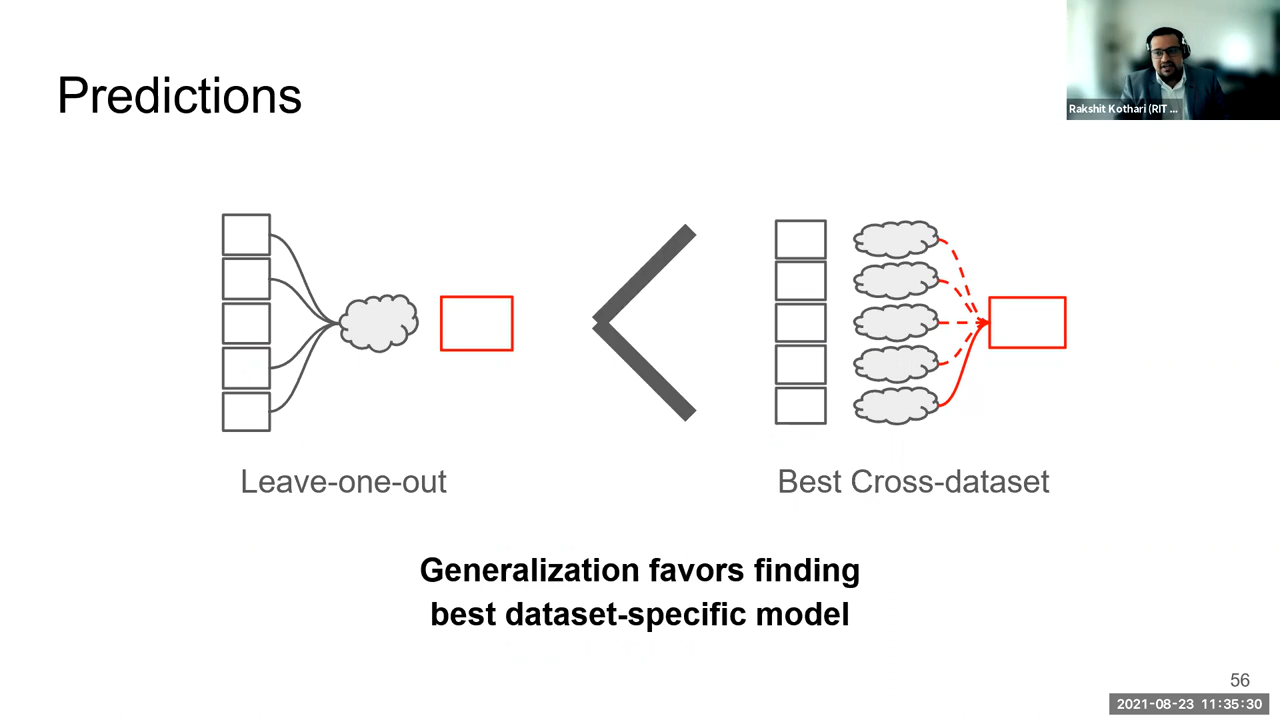 Predictions
Rakshit Kothari (RIT ...
Leave-one-out
Best Cross-dataset
Generalization favors finding
best dataset-specific model
56
2021-08-23 11:35:30